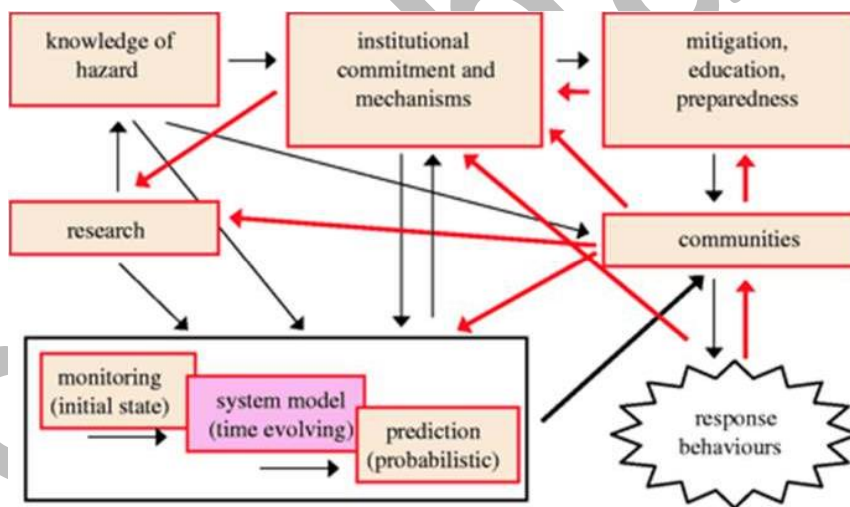 knowledge of
hazard
institutional
commitment and
mechanisms
mitigation,
education,
preparedness
research
communities
monitoring
(initial state)
system model
(time evolving)
prediction
(probabilistic)
response
behaviours